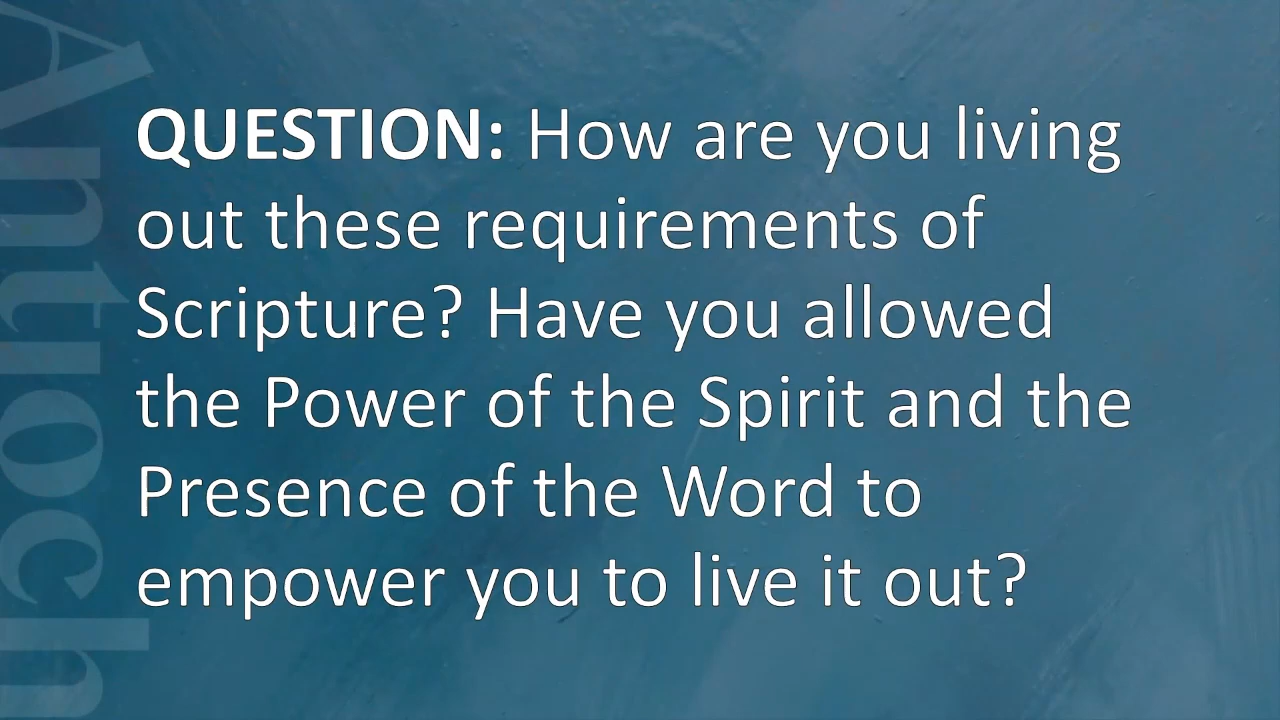 Antioch
QUESTION: How are you living
out these requirements of
Scripture? Have you allowed
the Power of the Spirit and the
Presence of the Word to
empower you to live it out?